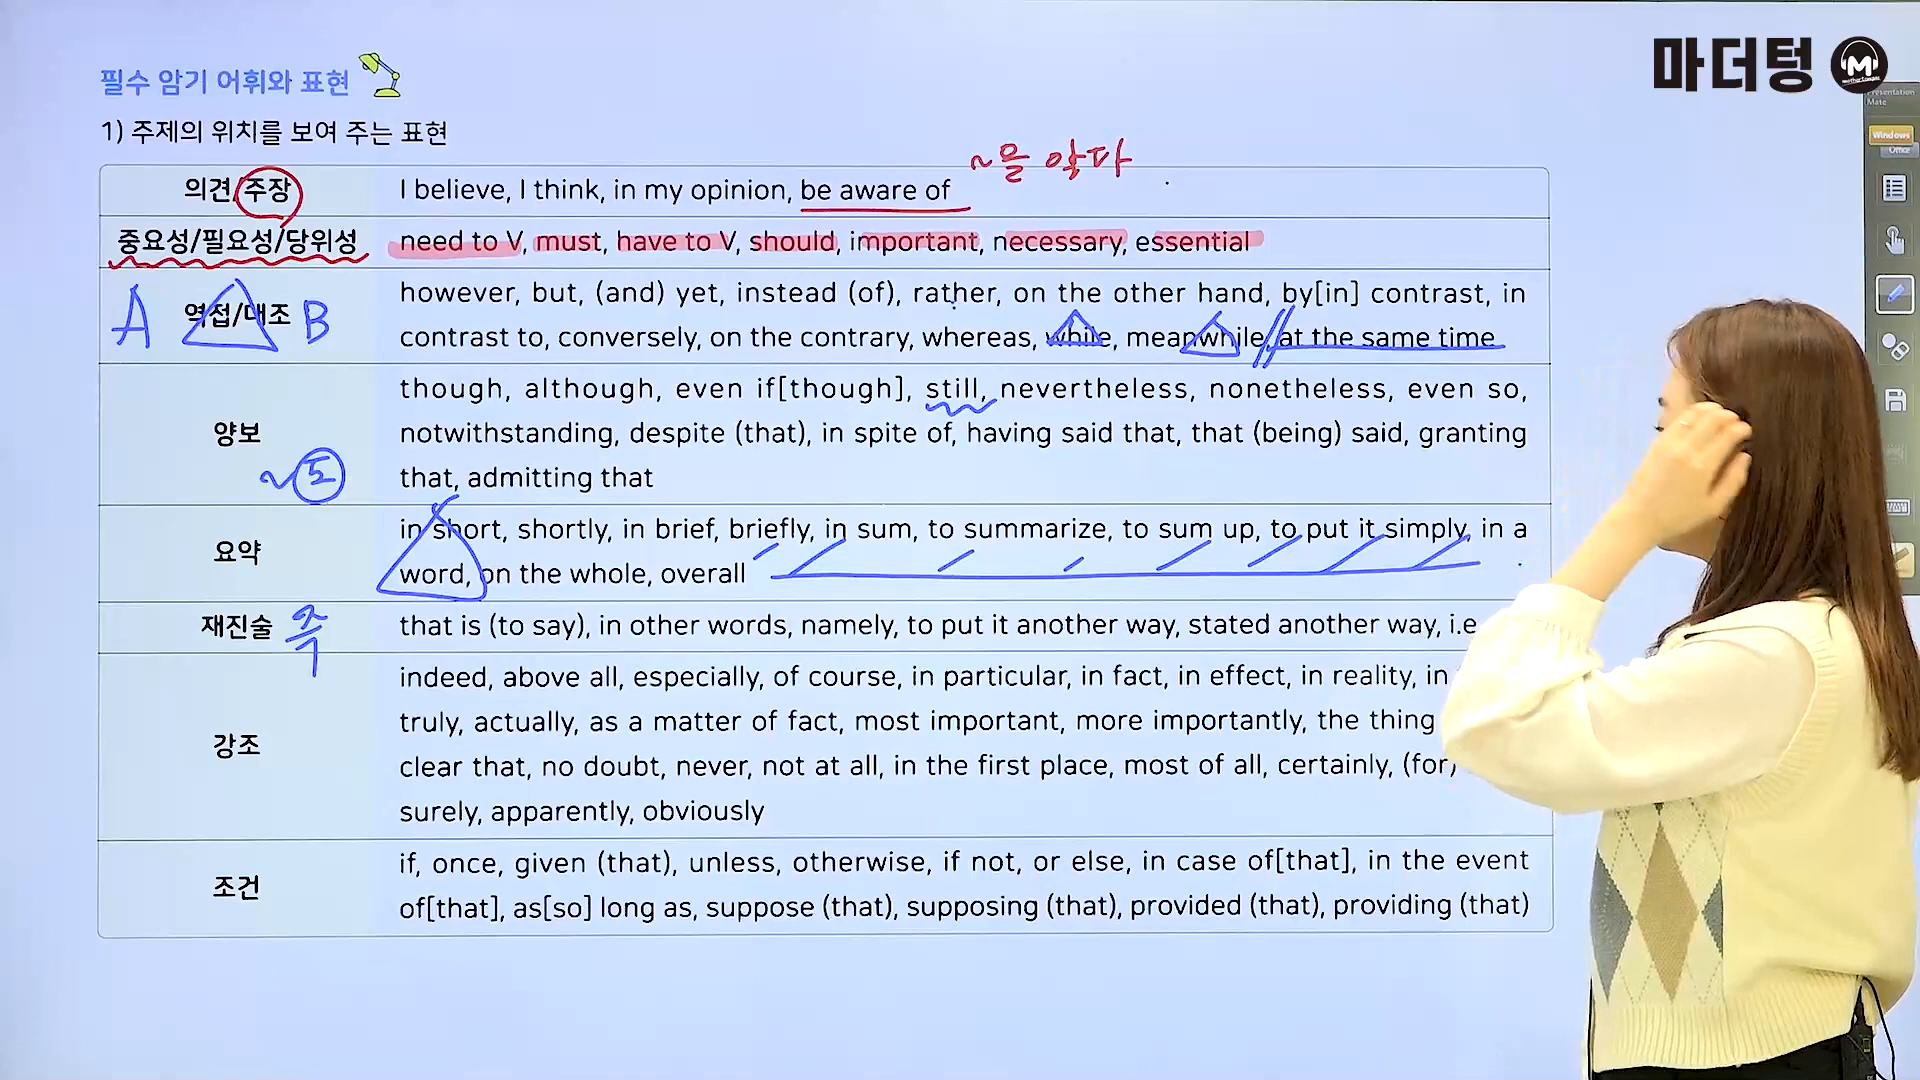 마더텅
M
Presentation Mate
Windows
Office
필수 암기 어휘와 표현
1) 주제의 위치를 보여 주는 표현
~을 알다
의견/주장
I believe, I think, in my opinion, be aware of
중요성/필요성/당위성
need to V, must, have to V, should, important, necessary, essential
A 역접/대조 B
however, but, (and) yet, instead (of), rather, on the other hand, by[in] contrast, in
contrast to, conversely, on the contrary, whereas, while, meanwhile, at the same time
양보
~도
though, although, even if[though], still, nevertheless, nonetheless, even so,
notwithstanding, despite (that), in spite of, having said that, that (being) said, granting
that, admitting that
요약
in short, shortly, in brief, briefly, in sum, to summarize, to sum up, to put it simply, in a
word, on the whole, overall
재진술 즉
that is (to say), in other words, namely, to put it another way, stated another way, i.e
강조
indeed, above all, especially, of course, in particular, in fact, in effect, in reality, in
truly, actually, as a matter of fact, most important, more importantly, the thing
clear that, no doubt, never, not at all, in the first place, most of all, certainly, (for)
surely, apparently, obviously
조건
if, once, given (that), unless, otherwise, if not, or else, in case of[that], in the event
of[that], as[so] long as, suppose (that), supposing (that), provided (that), providing (that)